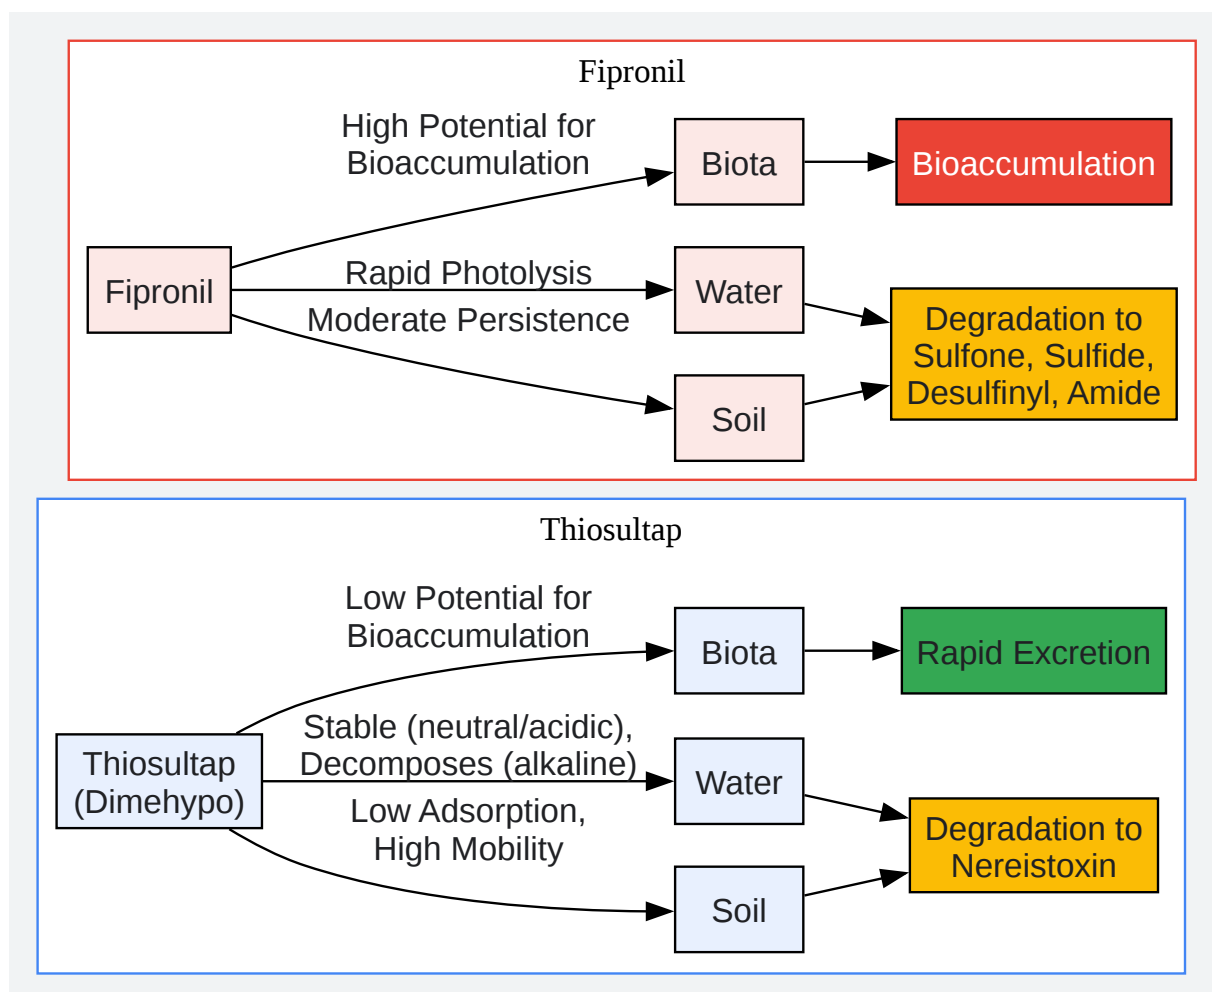 Fipronil
High Potential for
Bioaccumulation
Biota
Bioaccumulation
Fipronil
Rapid Photolysis
Water
Moderate Persistence
Degradation to
Sulfone, Sulfide,
Desulfinyl, Amide
Soil
Thiosultap
Low Potential for
Bioaccumulation
Biota
Rapid Excretion
Thiosultap
(Dimehypo)
Stable (neutral/acidic),
Decomposes (alkaline)
Water
Low Adsorption,
High Mobility
Degradation to
Nereistoxin
Soil